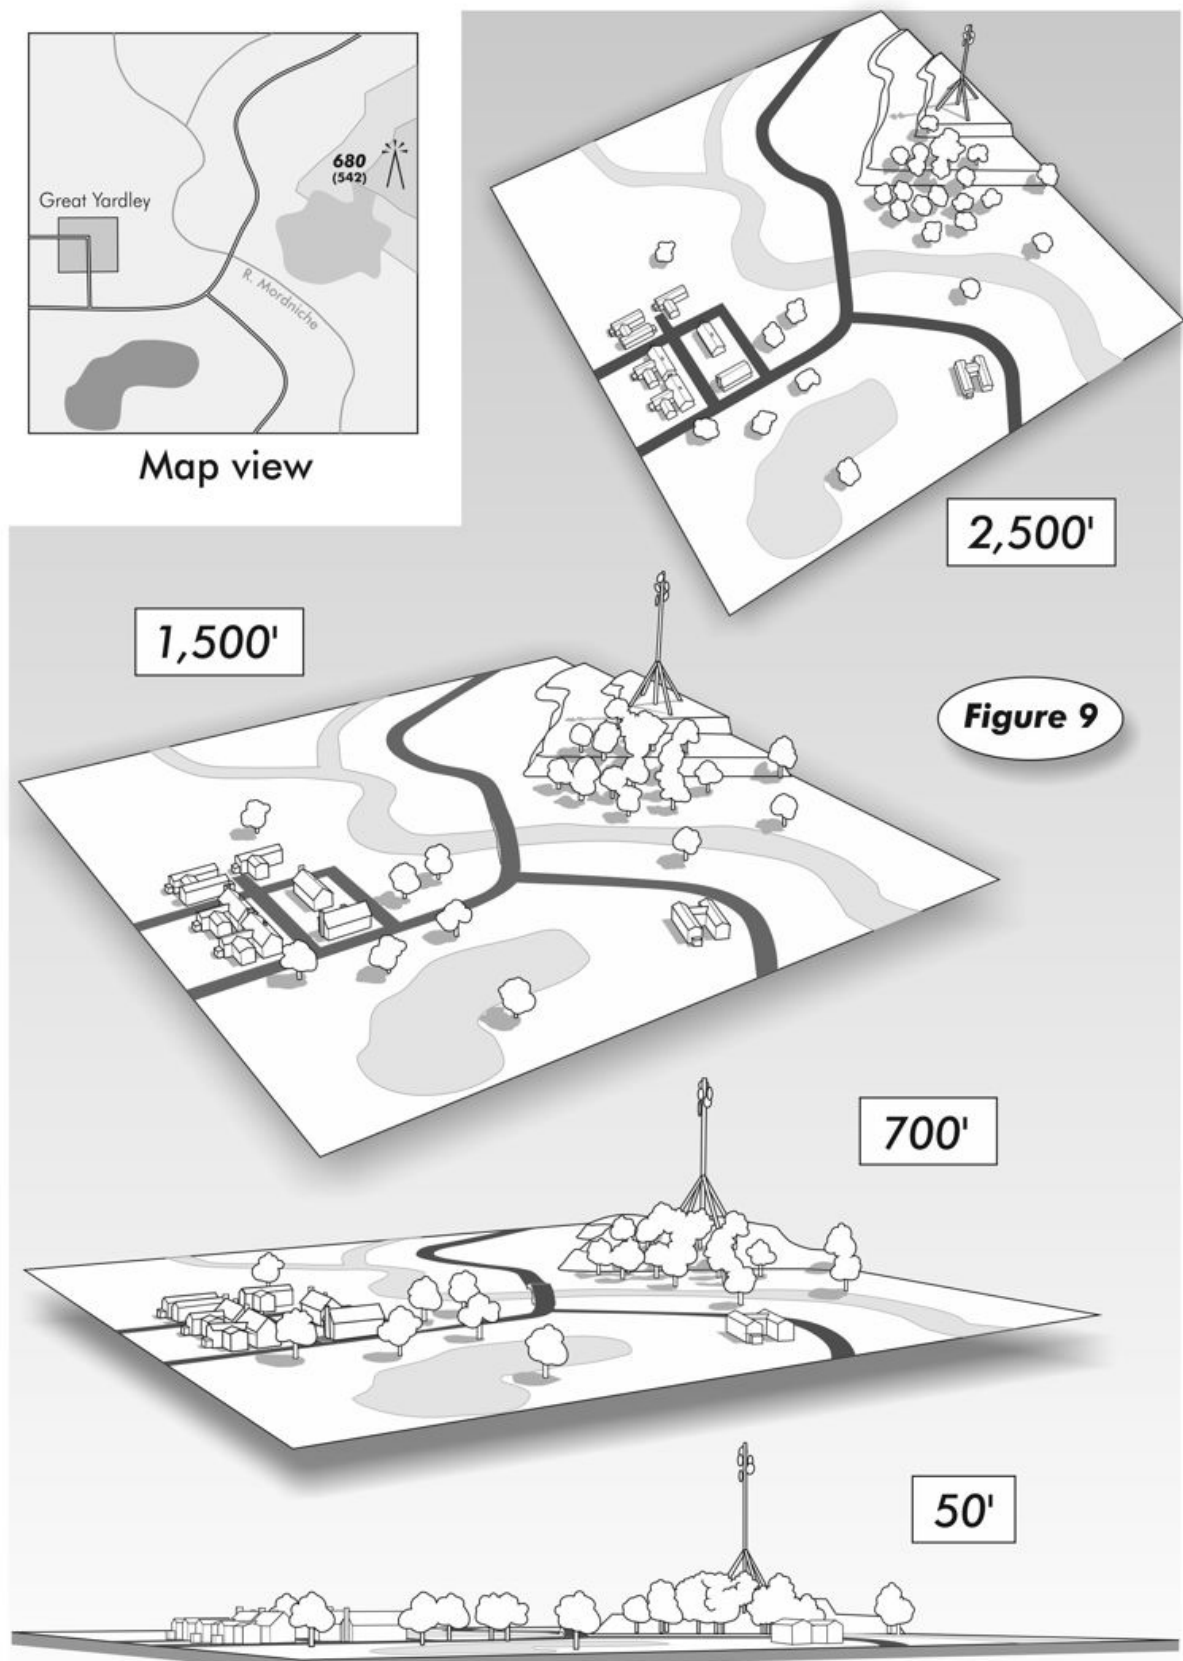 680
(542)
Great Yardley
R. Mordniche
Map view
2,500'
1,500'
Figure 9
700'
50'